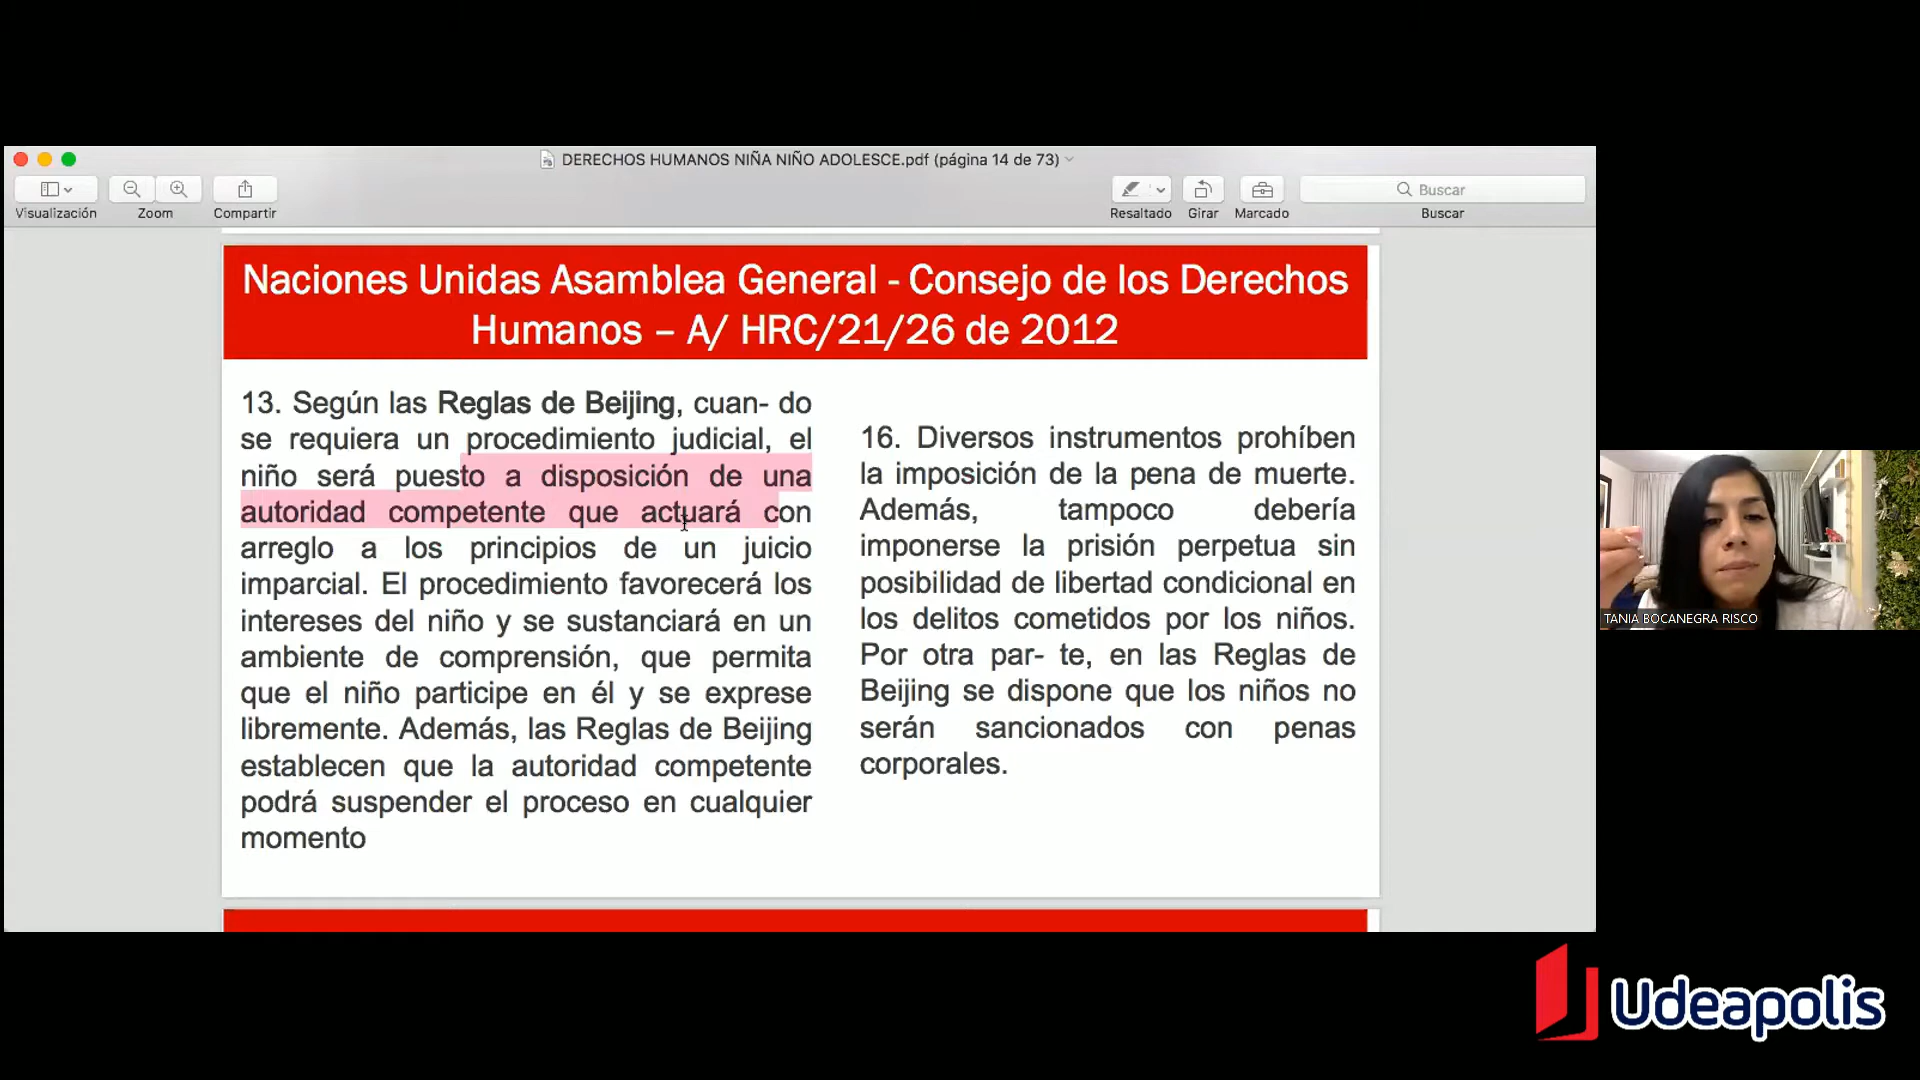 DERECHOS HUMANOS NIÑA NIÑO ADOLESCE.pdf (página 14 de 73)
Visualización
Zoom
Compartir
Resaltado
Girar
Marcado
Buscar
Buscar
Naciones Unidas Asamblea General - Consejo de los Derechos
Humanos – A/ HRC/21/26 de 2012
13. Según las Reglas de Beijing, cuan- do
se requiera un procedimiento judicial, el
niño será puesto a disposición de una
autoridad competente que actuará con
arreglo a los principios de un juicio
imparcial. El procedimiento favorecerá los
intereses del niño y se sustanciará en un
ambiente de comprensión, que permita
que el niño participe en él y se exprese
libremente. Además, las Reglas de Beijing
establecen que la autoridad competente
podrá suspender el proceso en cualquier
momento
16. Diversos instrumentos prohíben
la imposición de la pena de muerte.
Además, tampoco debería
imponerse la prisión perpetua sin
posibilidad de libertad condicional en
los delitos cometidos por los niños.
Por otra par- te, en las Reglas de
Beijing se dispone que los niños no
serán sancionados con penas
corporales.
TANIA BOCANEGRA RISCO
Udeapolis